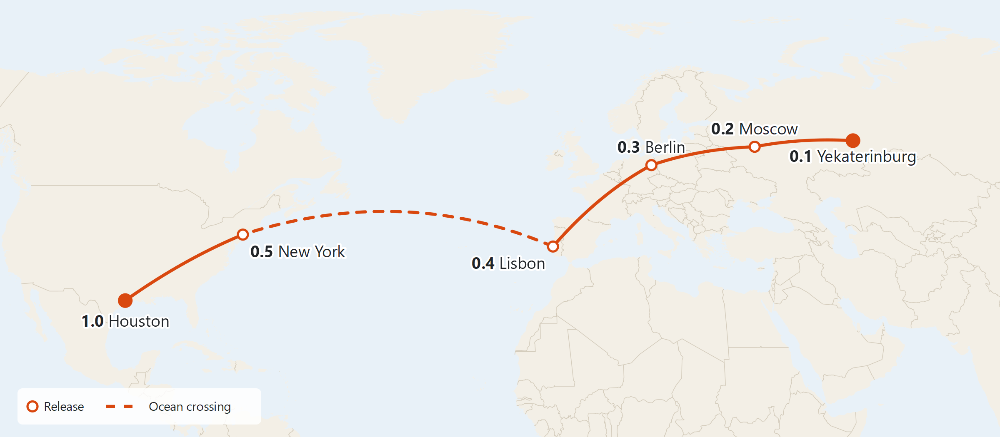 0.2 Moscow
0.3 Berlin
0.1 Yekaterinburg
0.5 New York
0.4 Lisbon
1.0 Houston
Release
Ocean crossing